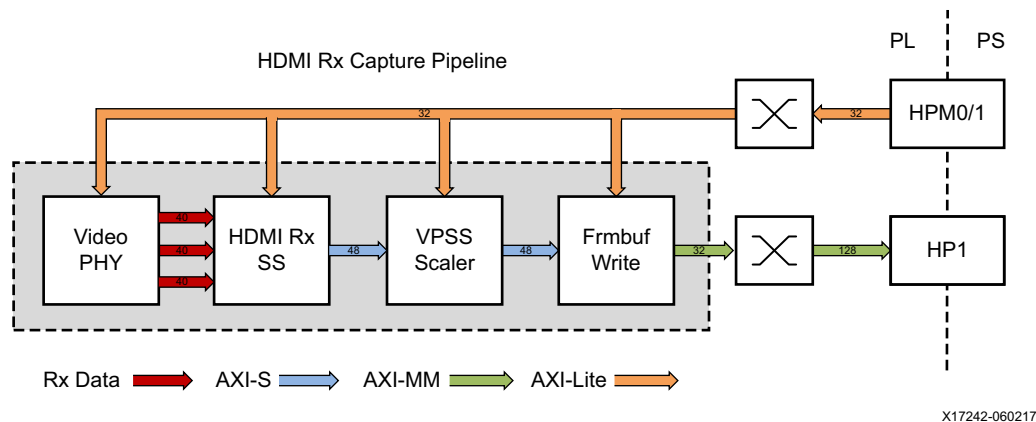 PL
PS
HDMI Rx Capture Pipeline
32
32
HPM0/1
Video
PHY
40
40
40
HDMI Rx
SS
48
VPSS
Scaler
48
Frmbuf
Write
32
128
HP1
Rx Data
AXI-S
AXI-MM
AXI-Lite
X17242-060217